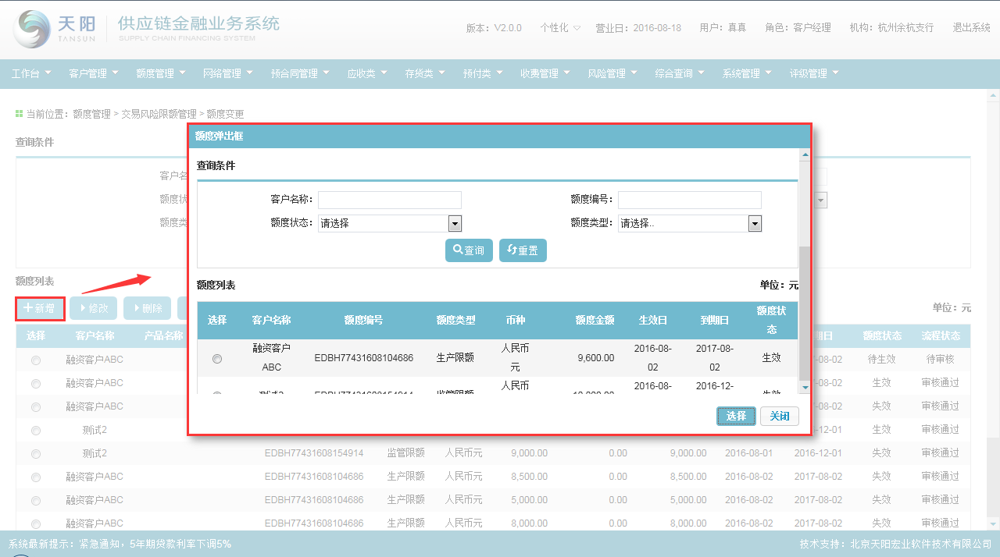 天阳 TANSUN 供应链金融业务系统 SUPPLY CHAIN FINANCING SYSTEM
版本：V2.0.0 个性化 营业日：2016-08-18 用户：真真 角色：客户经理 机构：杭州余杭支行 退出系统
工作台 客户管理 额度管理 网络管理 预合同管理 应收类 存货类 预付类 收费管理 风险管理 综合查询 系统管理 评级管理
当前位置：额度管理 > 交易风险限额管理 > 额度变更
查询条件
客户名
额度状
额度类
额度列表
新增 修改 删除
单位：元
选择 客户名称 产品名称 期日 额度状态 流程状态
融资客户ABC -08-02 待生效 待审核
融资客户ABC -08-02 生效 审核通过
融资客户ABC -08-02 失效 审核通过
测试2 -12-01 生效 审核通过
测试2 EDBH77431608154914 监管限额 人民币元 9,000.00 0.00 9,000.00 2016-08-01 2016-12-01 失效 审核通过
融资客户ABC EDBH77431608104686 生产限额 人民币元 8,500.00 0.00 8,500.00 2016-08-02 2017-08-02 失效 审核通过
融资客户ABC EDBH77431608104686 生产限额 人民币元 5,000.00 0.00 5,000.00 2016-08-02 2017-08-02 失效 审核通过
融资客户ABC EDBH77431608104686 生产限额 人民币元 8,000.00 0.00 8,000.00 2016-08-02 2017-08-02 失效 审核通过
额度弹出框
查询条件
客户名称： 额度编号：
额度状态： 请选择 额度类型： 请选择..
查询 重置
额度列表 单位：元
选择 客户名称 额度编号 额度类型 币种 额度金额 生效日 到期日 额度状态
融资客户ABC EDBH77431608104686 生产限额 人民币元 9,600.00 2016-08-02 2017-08-02 生效
测试2 EDBH77431608154914 监管限额 人民币 10,000.00 2016-08- 2016-12- 生效
选择 关闭
系统最新提示：紧急通知，5年期贷款利率下调5% 技术支持：北京天阳宏业软件技术有限公司